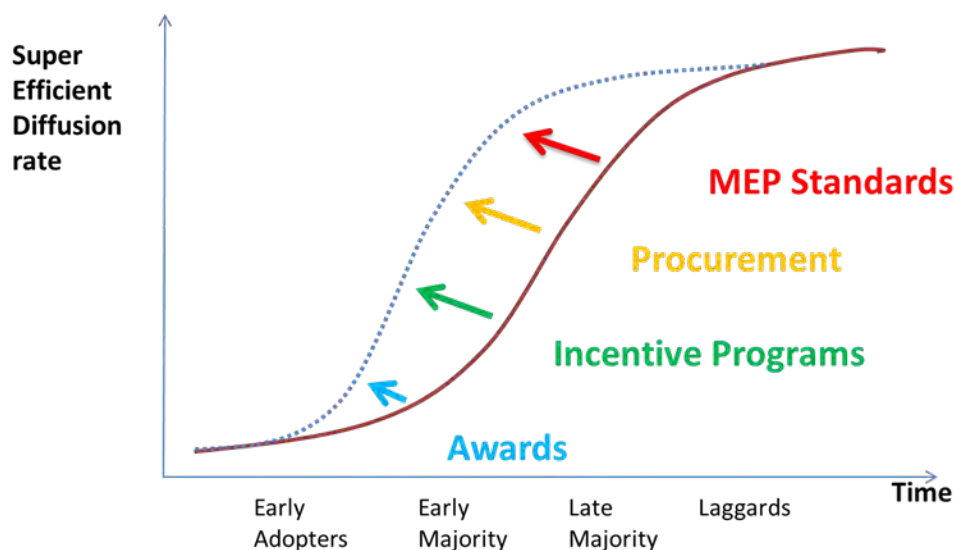 Super
Efficient
Diffusion
rate
MEP Standards
Procurement
Incentive Programs
Awards
Time
Early
Adopters
Early
Majority
Late
Majority
Laggards